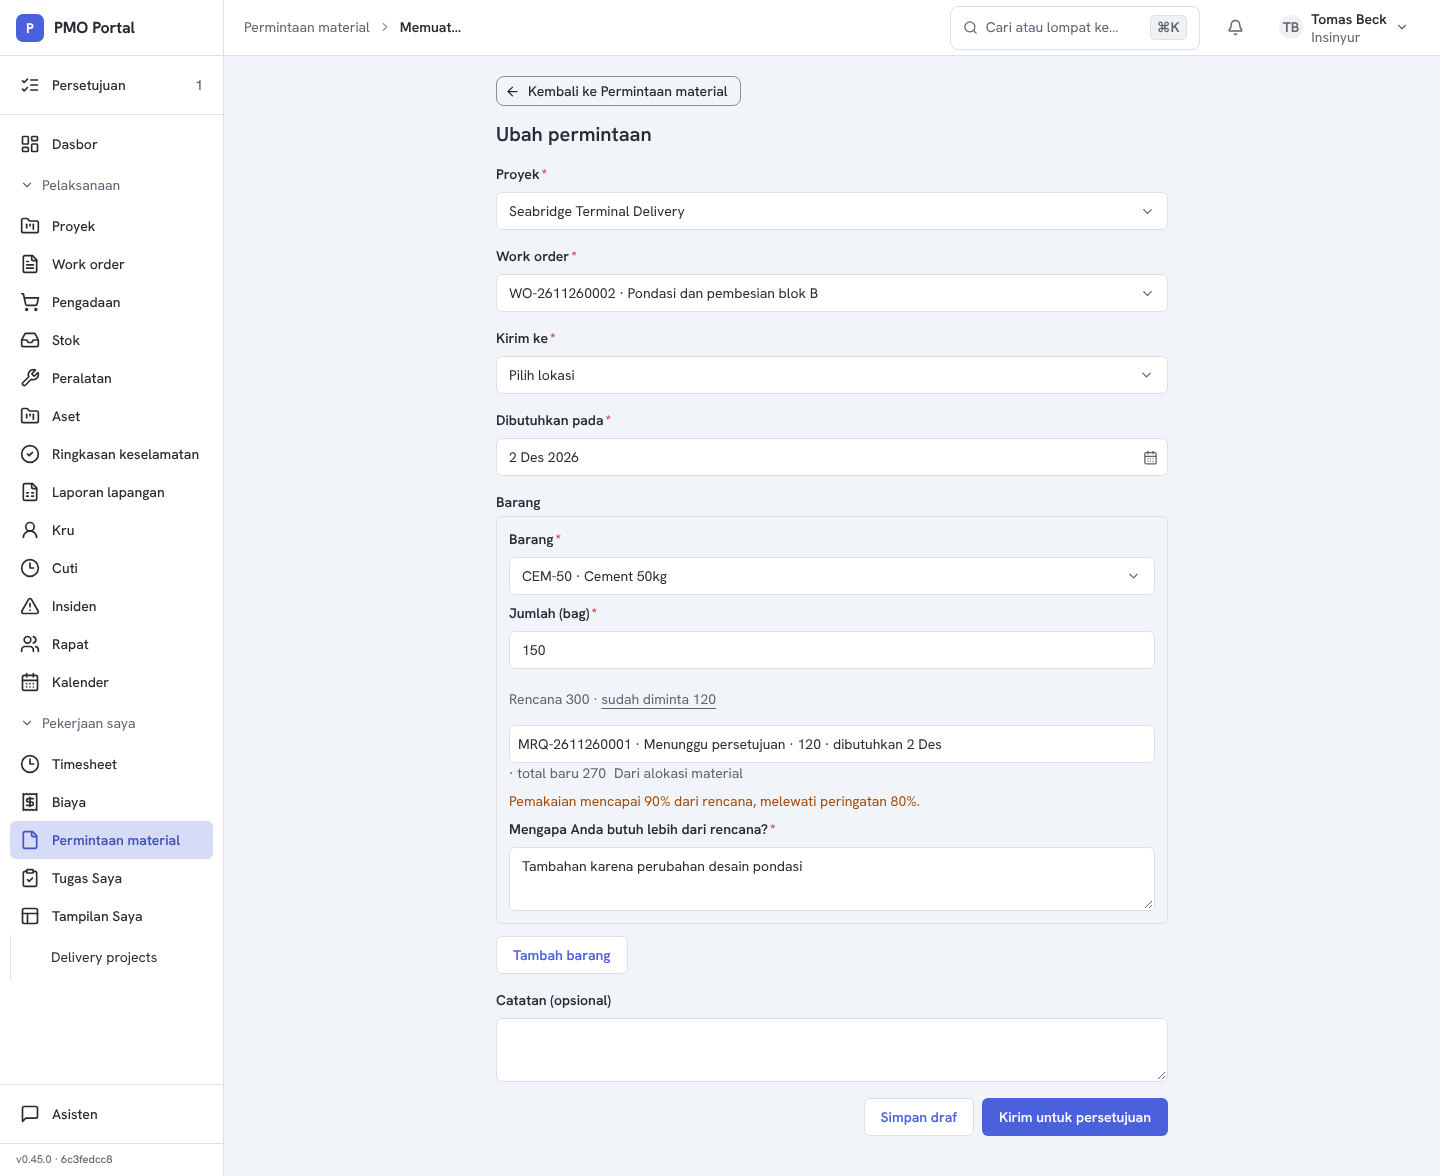 P PMO Portal
Permintaan material > Memuat...
Cari atau lompat ke... ⌘K
TB Tomas Beck
Insinyur
Persetujuan 1
Dasbor
Pelaksanaan
Proyek
Work order
Pengadaan
Stok
Peralatan
Aset
Ringkasan keselamatan
Laporan lapangan
Kru
Cuti
Insiden
Rapat
Kalender
Pekerjaan saya
Timesheet
Biaya
Permintaan material
Tugas Saya
Tampilan Saya
Delivery projects
Asisten
v0.45.0 · 6c3fedcc8
Kembali ke Permintaan material
Ubah permintaan
Proyek*
Seabridge Terminal Delivery
Work order*
WO-2611260002 · Pondasi dan pembesian blok B
Kirim ke*
Pilih lokasi
Dibutuhkan pada*
2 Des 2026
Barang
Barang*
CEM-50 · Cement 50kg
Jumlah (bag)*
150
Rencana 300 · sudah diminta 120
MRQ-2611260001 · Menunggu persetujuan · 120 · dibutuhkan 2 Des
· total baru 270 Dari alokasi material
Pemakaian mencapai 90% dari rencana, melewati peringatan 80%.
Mengapa Anda butuh lebih dari rencana?*
Tambahan karena perubahan desain pondasi
Tambah barang
Catatan (opsional)
Simpan draf
Kirim untuk persetujuan